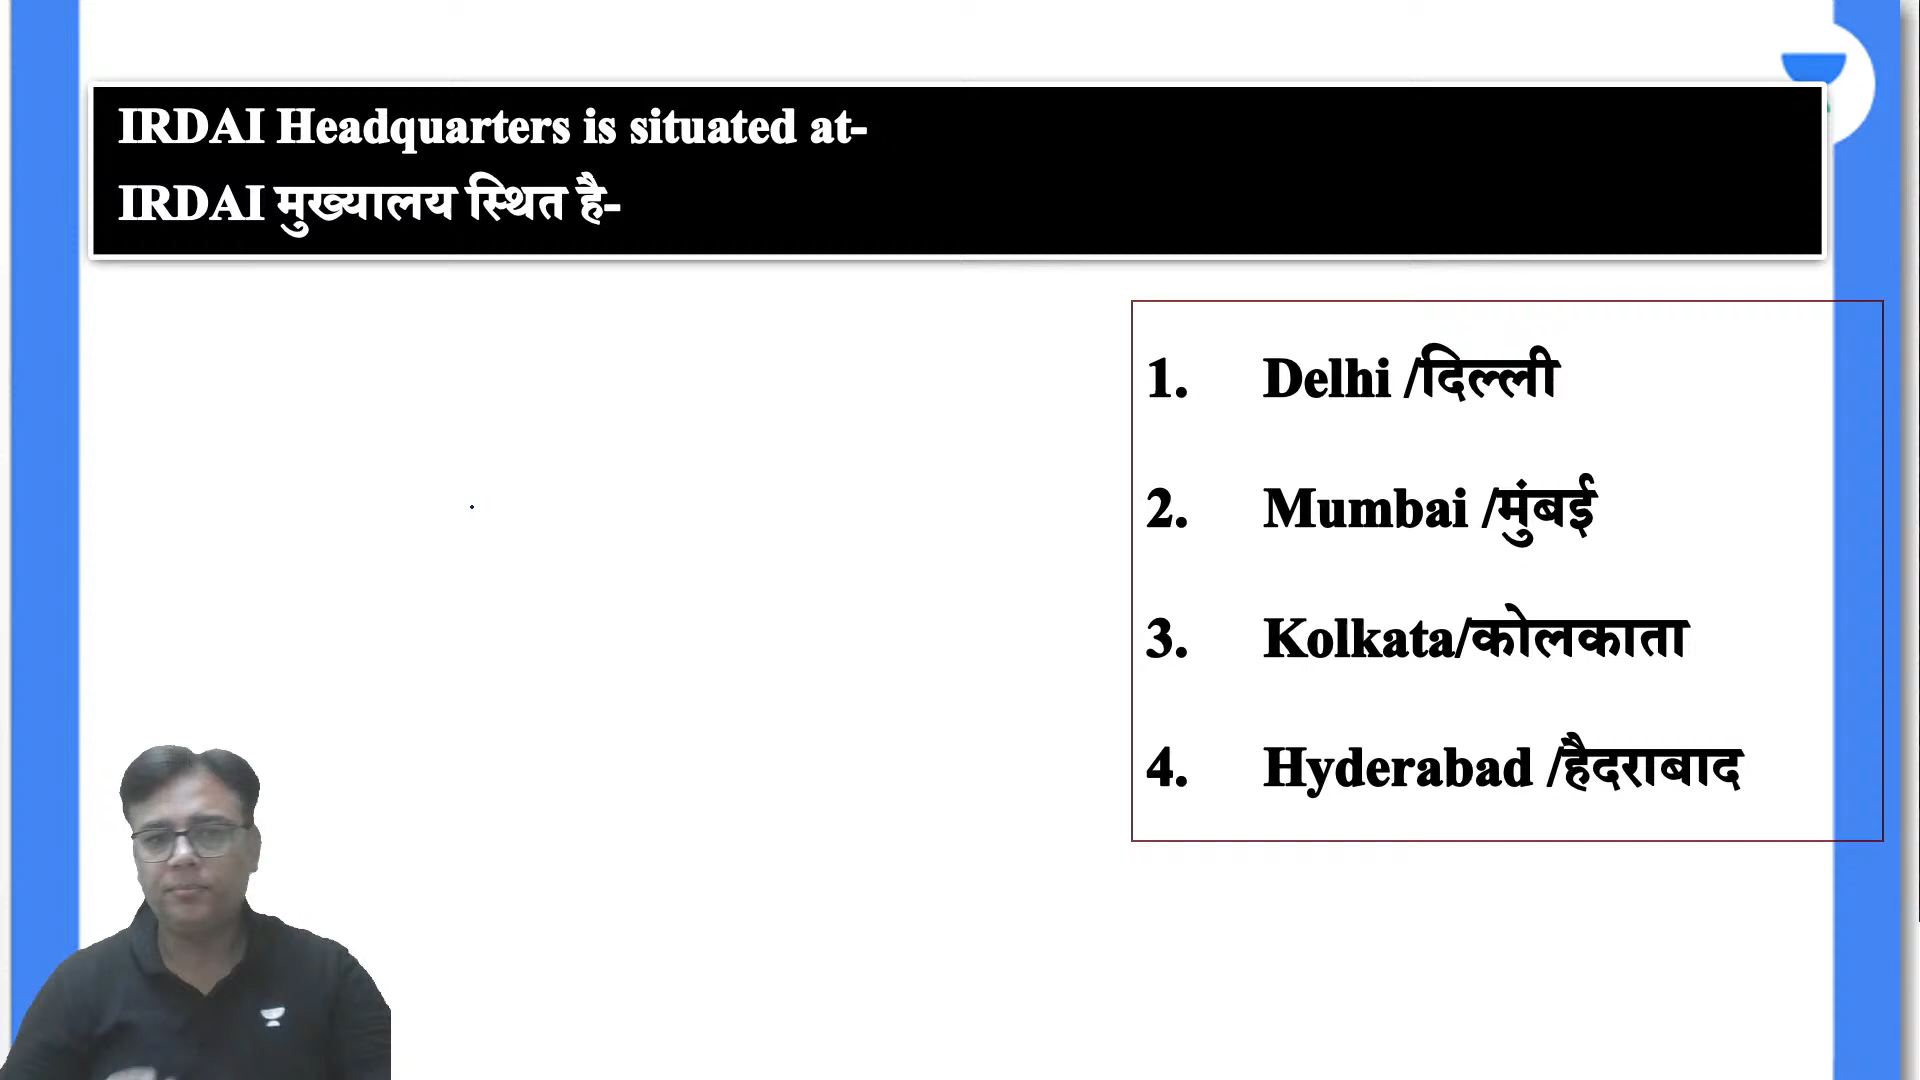 IRDAI Headquarters is situated at-
IRDAI मुख्यालय स्थित है-
1. Delhi /दिल्ली
2. Mumbai /मुंबई
3. Kolkata/कोलकाता
4. Hyderabad /हैदराबाद